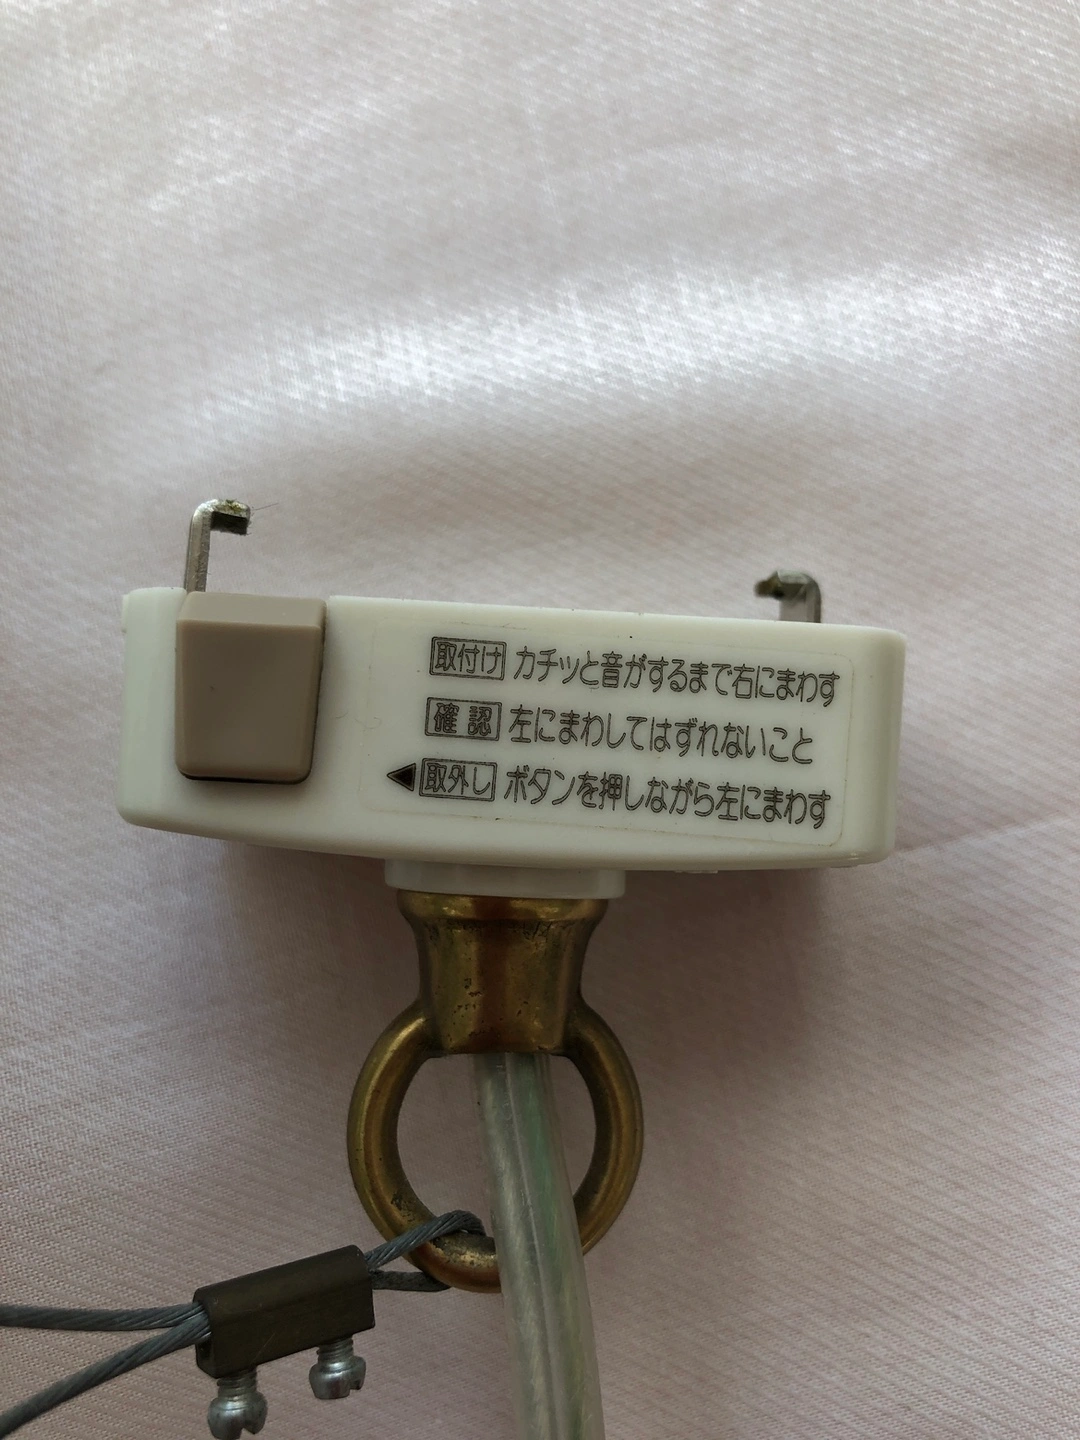 取付け カチッと音がするまで右にまわす
確認 左にまわしてはずれないこと
◀取外し ボタンを押しながら左にまわす